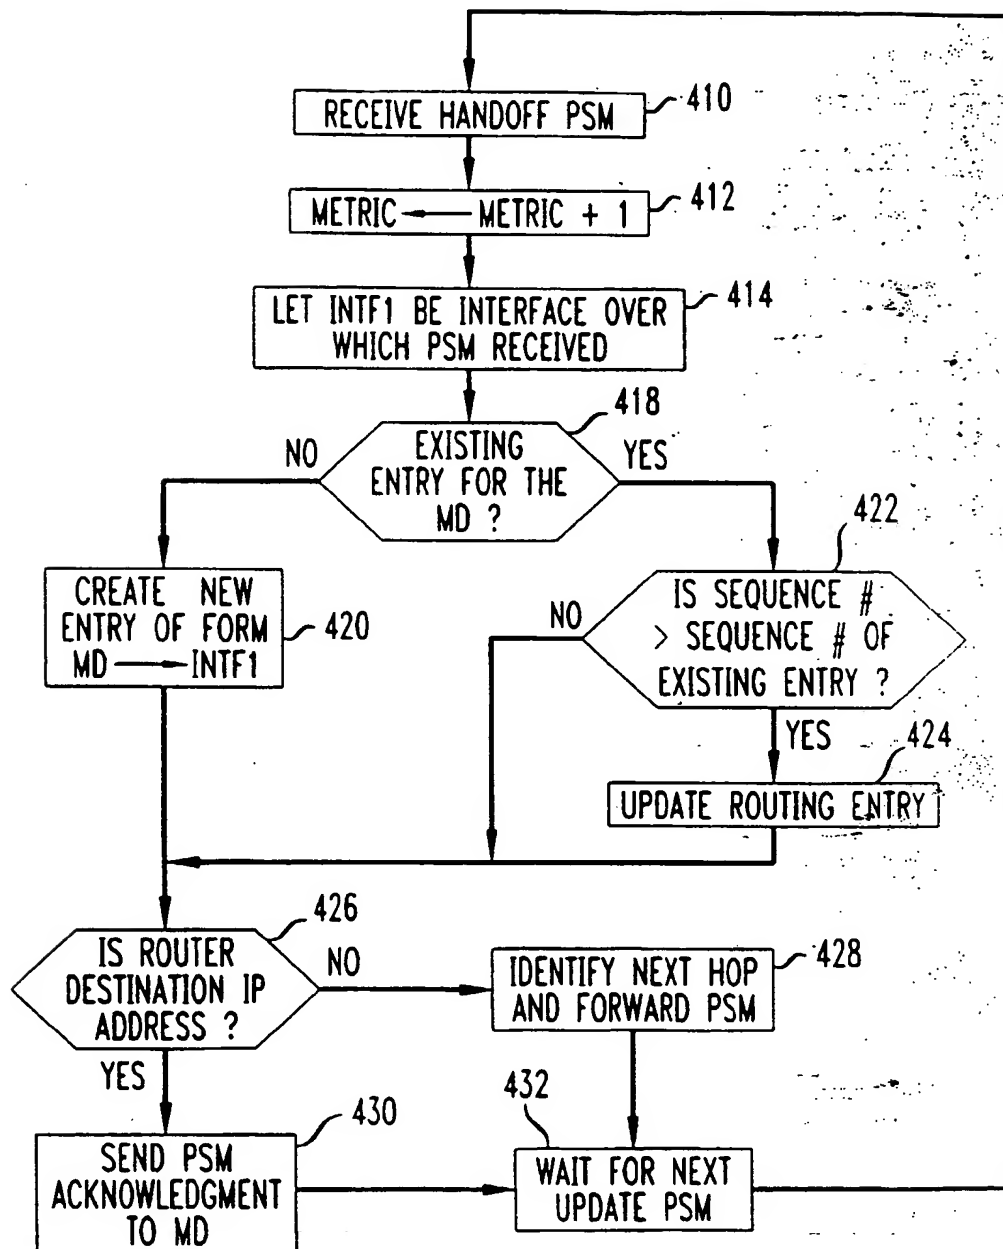 RECEIVE HANDOFF PSM
410
METRIC ← METRIC + 1
412
LET INTF1 BE INTERFACE OVER
WHICH PSM RECEIVED
414
418
EXISTING
ENTRY FOR THE
MD ?
NO
YES
422
CREATE NEW
ENTRY OF FORM
MD → INTF1
420
IS SEQUENCE #
> SEQUENCE # OF
EXISTING ENTRY ?
NO
YES
424
UPDATE ROUTING ENTRY
426
IS ROUTER
DESTINATION IP
ADDRESS ?
NO
YES
428
IDENTIFY NEXT HOP
AND FORWARD PSM
430
SEND PSM
ACKNOWLEDGMENT
TO MD
432
WAIT FOR NEXT
UPDATE PSM